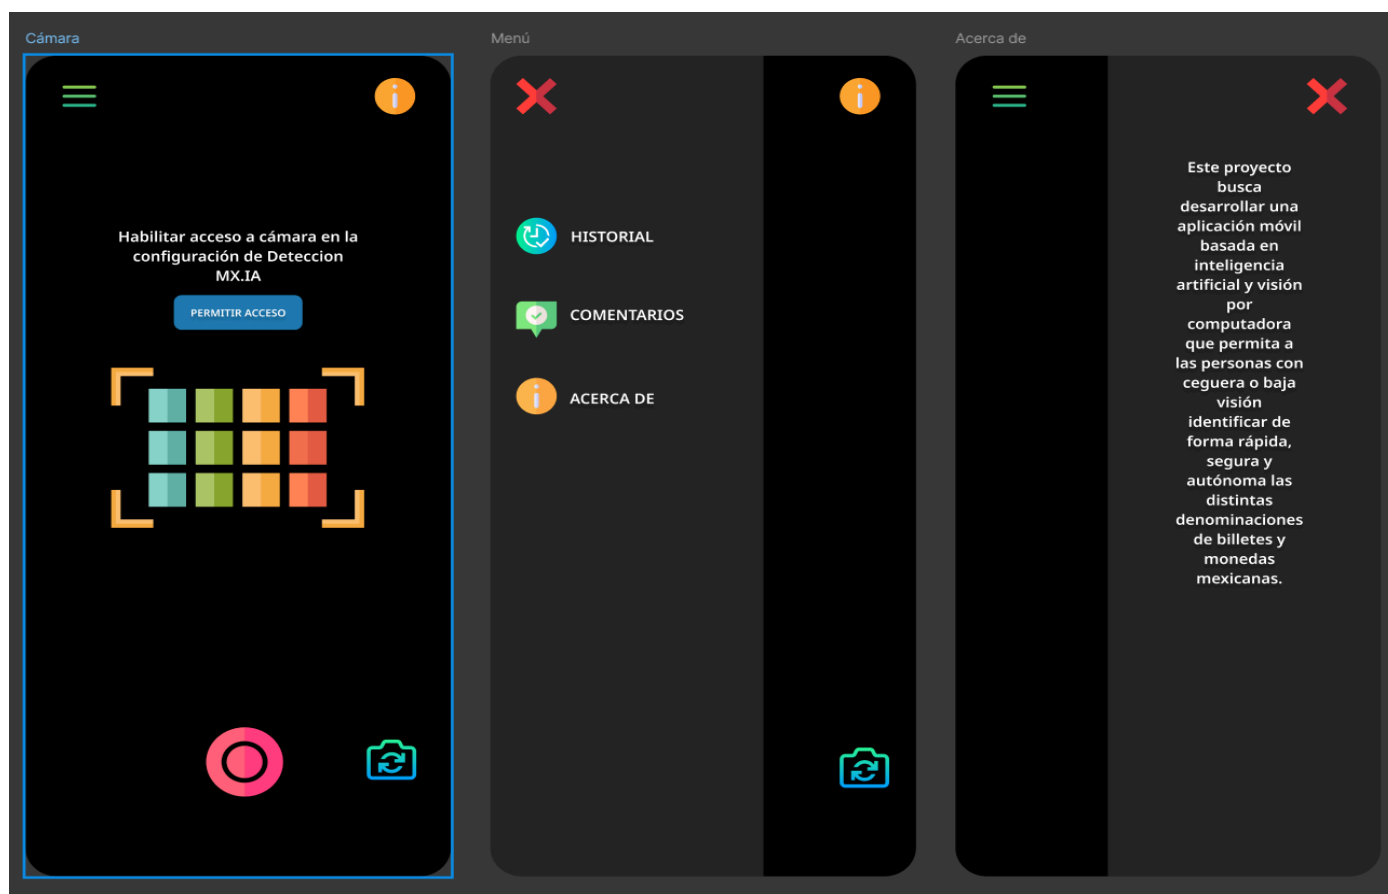 Cámara
Habilitar acceso a cámara en la
configuración de Deteccion
MX.IA
PERMITIR ACCESO
Menú
HISTORIAL
COMENTARIOS
ACERCA DE
Acerca de
Este proyecto
busca
desarrollar una
aplicación móvil
basada en
inteligencia
artificial y visión
por
computadora
que permita a
las personas con
ceguera o baja
visión
identificar de
forma rápida,
segura y
autónoma las
distintas
denominaciones
de billetes y
monedas
mexicanas.